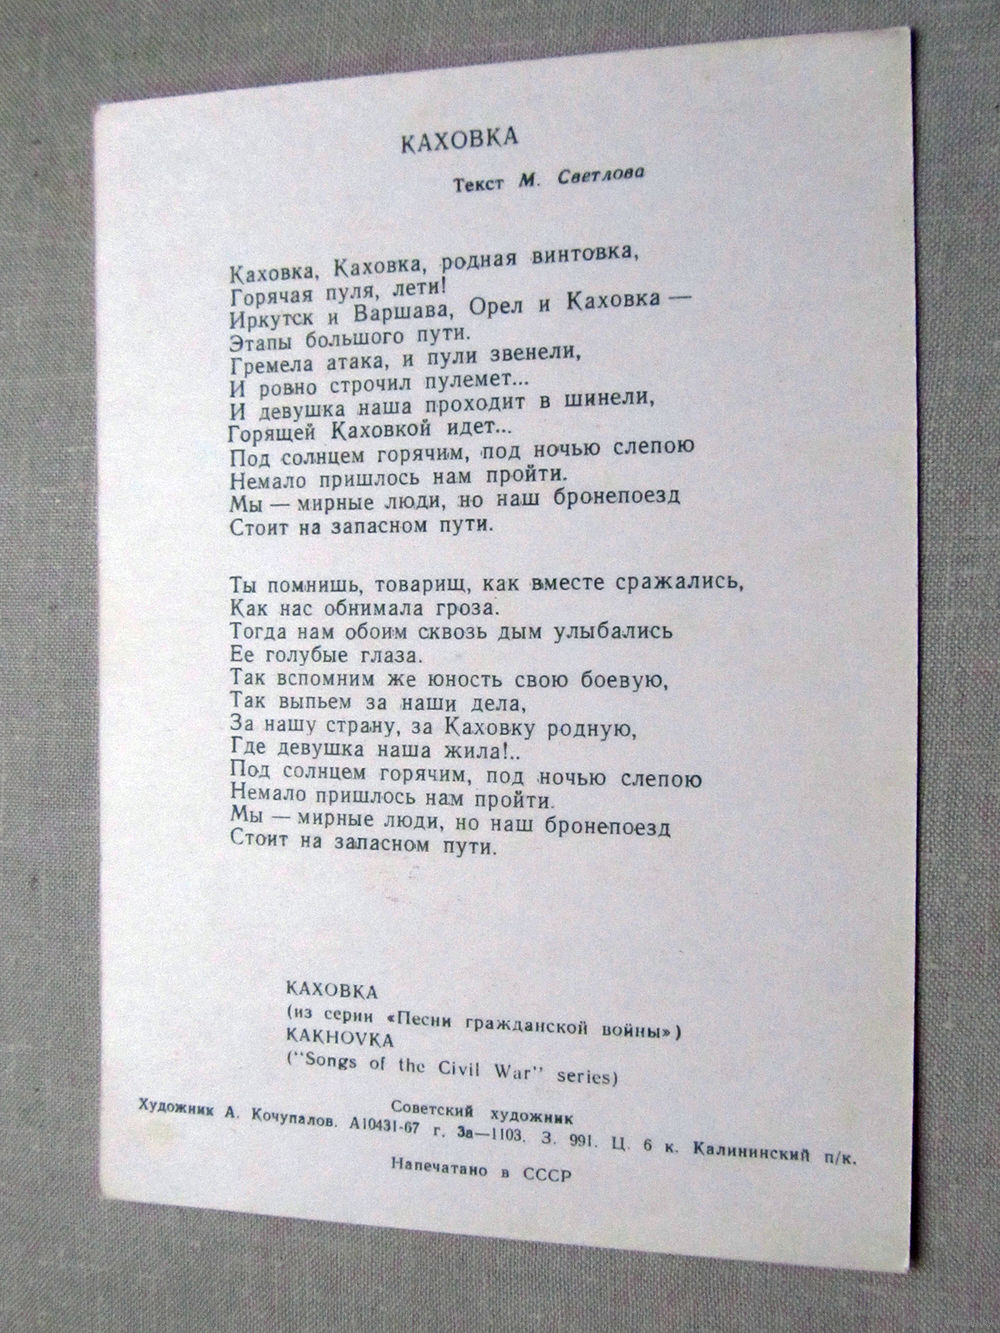 КАХОВКА
Текст М. Светлова
Каховка, Каховка, родная винтовка,
Горячая пуля, лети!
Иркутск и Варшава, Орел и Каховка —
Этапы большого пути.
Гремела атака, и пули звенели,
И ровно строчил пулемет...
И девушка наша проходит в шинели,
Горящей Каховкой идет...
Под солнцем горячим, под ночью слепою
Немало пришлось нам пройти.
Мы — мирные люди, но наш бронепоезд
Стоит на запасном пути.
Ты помнишь, товарищ, как вместе сражались,
Как нас обнимала гроза.
Тогда нам обоим сквозь дым улыбались
Ее голубые глаза.
Так вспомним же юность свою боевую,
Так выпьем за наши дела,
За нашу страну, за Каховку родную,
Где девушка наша жила!..
Под солнцем горячим, под ночью слепою
Немало пришлось нам пройти.
Мы — мирные люди, но наш бронепоезд
Стоит на запасном пути.
КАХОВКА
(из серии «Песни гражданской войны»)
KAKHOVKA
("Songs of the Civil War" series)
Советский художник
Художник А. Кочупалов. А10431-67 г. За—1103. З. 991. Ц. 6 к. Калининский п/к.
Напечатано в СССР